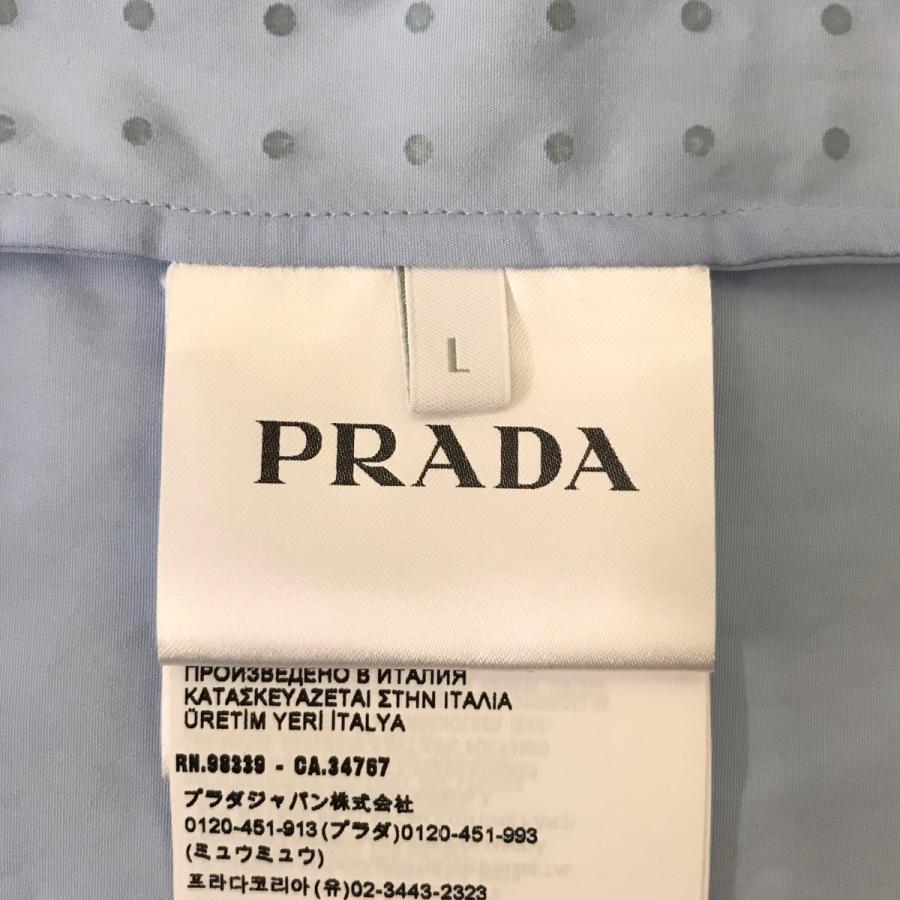 L
PRADA
ПРОИЗВЕДЕНО В ИТАЛИЯ
ΚΑΤΑΣΚΕΥΑΖΕΤΑΙ ΣΤΗΝ ΙΤΑΛΙΑ
ÜRETİM YERİ İTALYA
RN.98339 - CA.34767
プラダジャパン株式会社
0120-451-913(プラダ)0120-451-993
(ミュウミュウ)
프라다코리아(유)02-3443-2323